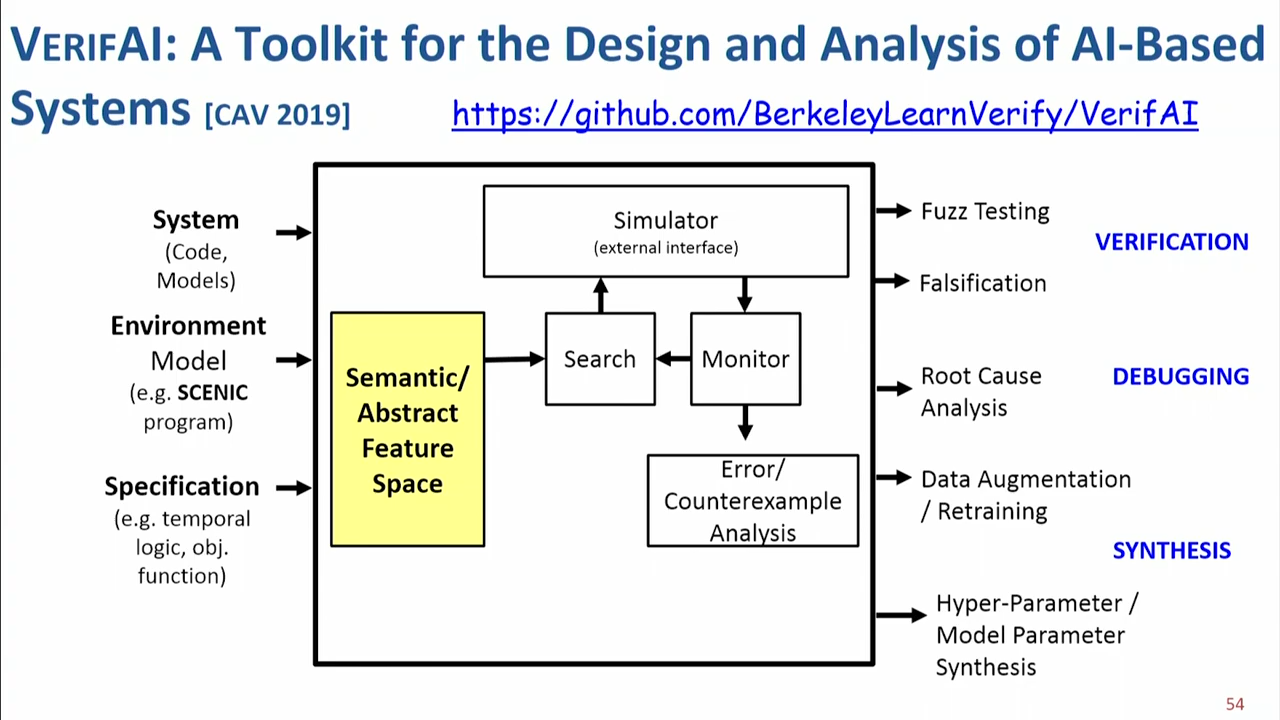 VERIFAI: A Toolkit for the Design and Analysis of AI-Based
Systems [CAV 2019]
https://github.com/BerkeleyLearnVerify/VerifAI
System
(Code,
Models)
Environment
Model
(e.g. SCENIC
program)
Specification
(e.g. temporal
logic, obj.
function)
Semantic/
Abstract
Feature
Space
Simulator
(external interface)
Search
Monitor
Error/
Counterexample
Analysis
Fuzz Testing
VERIFICATION
Falsification
Root Cause
Analysis
DEBUGGING
Data Augmentation
/ Retraining
SYNTHESIS
Hyper-Parameter /
Model Parameter
Synthesis
54